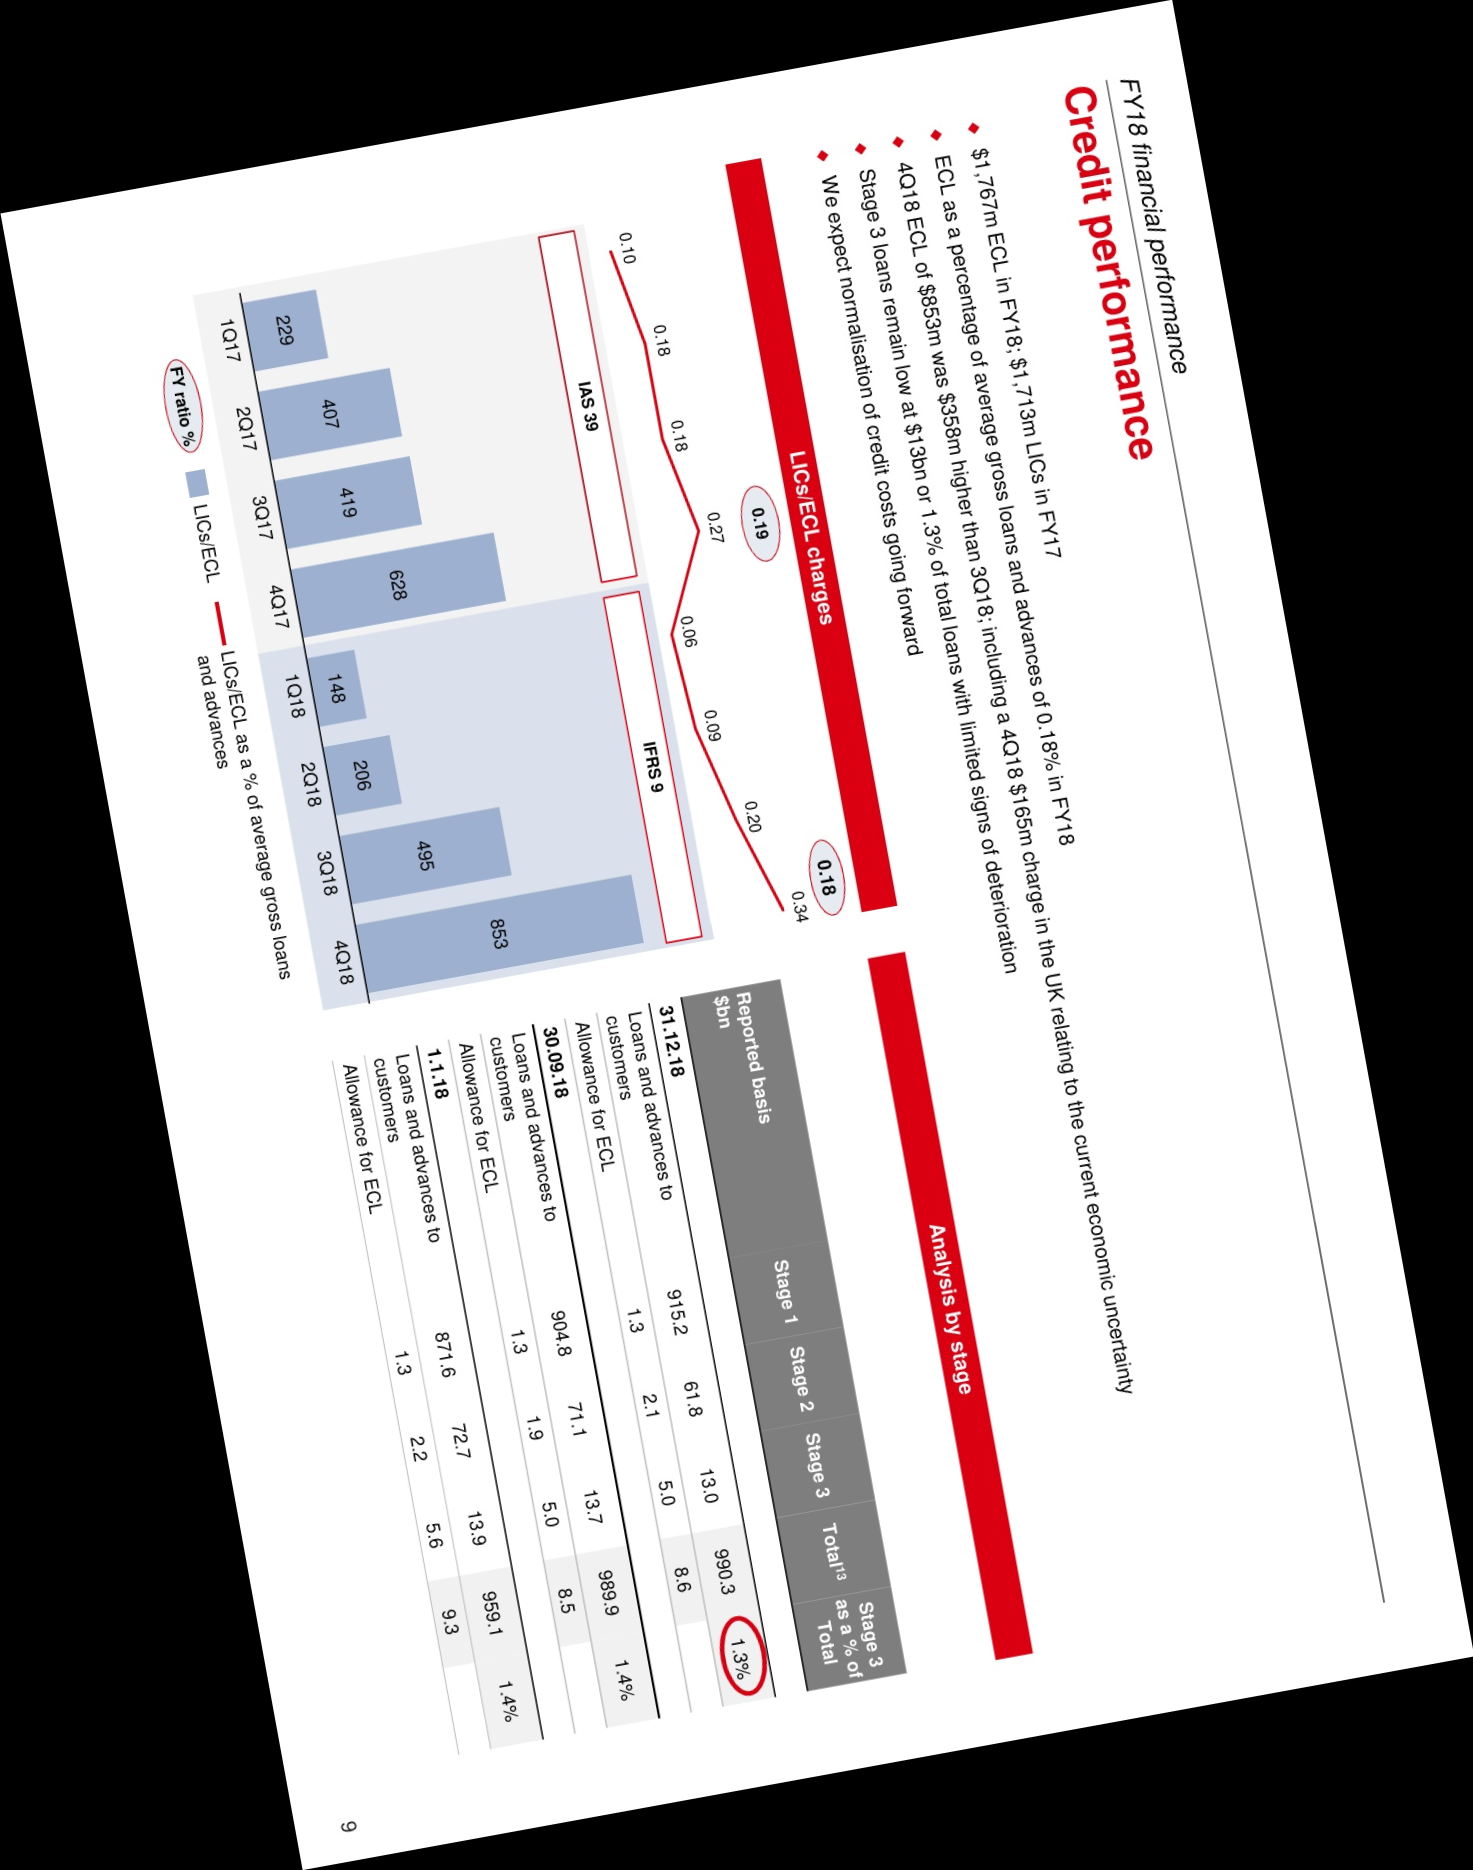 FY18 financial performance
Credit performance
◆ $1,767m ECL in FY18; $1,713m LICs in FY17
◆ ECL as a percentage of average gross loans and advances of 0.18% in FY18
◆ 4Q18 ECL of $853m was $358m higher than 3Q18; including a 4Q18 $165m charge in the UK relating to the current economic uncertainty
◆ Stage 3 loans remain low at $13bn or 1.3% of total loans with limited signs of deterioration
◆ We expect normalisation of credit costs going forward
LICs/ECL charges
0.19 0.18
0.10 0.18 0.18 0.27 0.06 0.09 0.20 0.34
IAS 39 IFRS 9
229 407 419 628 148 206 495 853
1Q17 2Q17 3Q17 4Q17 1Q18 2Q18 3Q18 4Q18
FY ratio % LICs/ECL LICs/ECL as a % of average gross loans
and advances
Analysis by stage
Reported basis
$bn Stage 1 Stage 2 Stage 3 Total13 Stage 3
as a % of
Total
31.12.18
Loans and advances to
customers 915.2 61.8 13.0 990.3 1.3%
Allowance for ECL 1.3 2.1 5.0 8.6
30.09.18
Loans and advances to
customers 904.8 71.1 13.7 989.9 1.4%
Allowance for ECL 1.3 1.9 5.0 8.5
1.1.18
Loans and advances to
customers 871.6 72.7 13.9 959.1 1.4%
Allowance for ECL 1.3 2.2 5.6 9.3
9